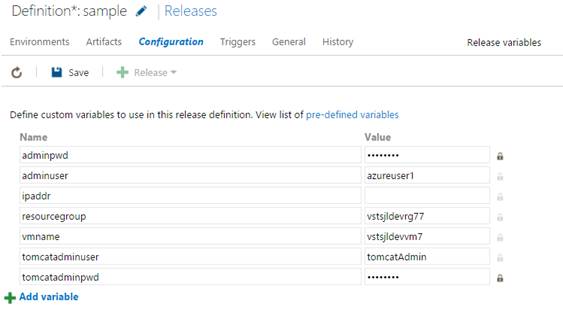 Definition*: sample | Releases
Environments Artifacts Configuration Triggers General History Release variables
Save Release
Define custom variables to use in this release definition. View list of pre-defined variables
Name Value
adminpwd ••••••••
adminuser azureuser1
ipaddr
resourcegroup vstsjldevrg77
vmname vstsjldevvm7
tomcatadminuser tomcatAdmin
tomcatadminpwd ••••••••
Add variable